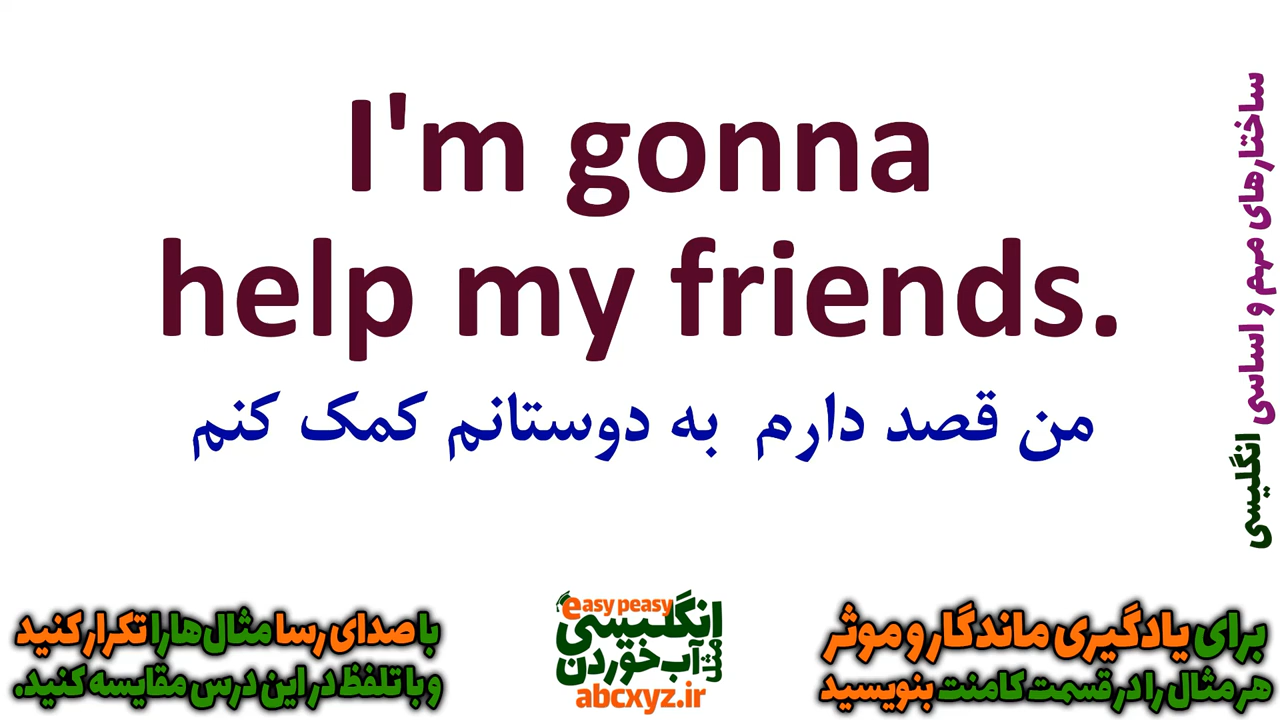 I'm gonna
help my friends.
من قصد دارم به دوستانم کمک کنم
ساختارهای مهم و اساسی انگلیسی
با صدای رسا مثال‌ها را تکرار کنید
و با تلفظ در این درس مقایسه کنید.
easy peasy
انگلیسی
مثل آب خوردن
abcxyz.ir
برای یادگیری ماندگار و موثر
هر مثال را در قسمت کامنت بنویسید